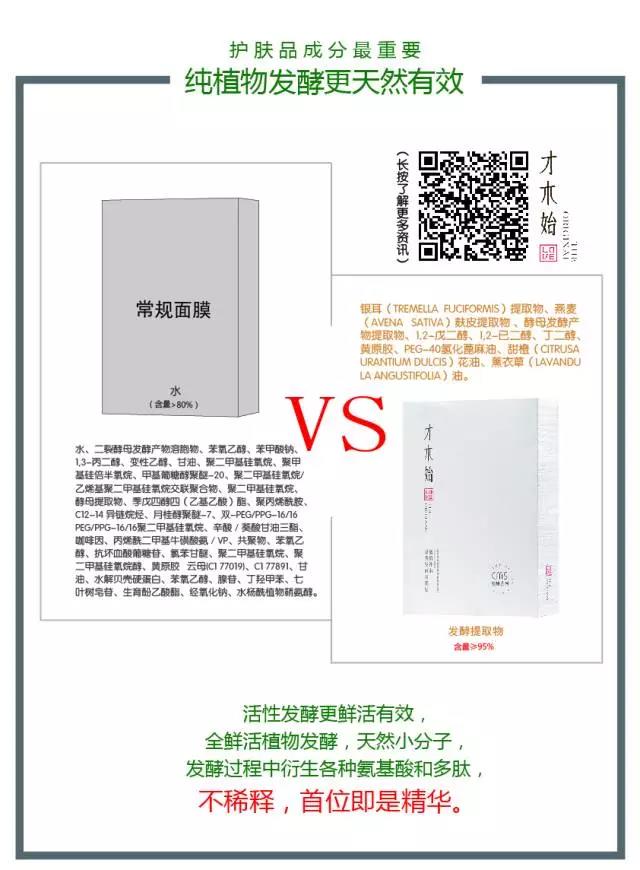 护肤品成分最重要
纯植物发酵更天然有效
（长按了解更多资讯）
才木始
THE
ORIGINAL
LOVE
常规面膜
水
（含量>80%）
银耳（TREMELLA FUCIFORMIS）提取物、燕麦
（AVENA SATIVA）麸皮提取物、酵母发酵产
物提取物、1,2-戊二醇、1,2-已二醇、丁二醇、
黄原胶、PEG-40氢化蓖麻油、甜橙（CITRUSA
URANTIUM DULCIS）花油、薰衣草（LAVANDU
LA ANGUSTIFOLIA）油。
VS
水、二裂酵母发酵产物溶胞物、苯氧乙醇、苯甲酸钠、
1,3-丙二醇、变性乙醇、甘油、聚二甲基硅氧烷、聚甲
基硅倍半氧烷、甲基葡糖醇聚醚-20、聚二甲基硅氧烷/
乙烯基聚二甲基硅氧烷交联聚合物、聚二甲基硅氧烷、
酵母提取物、季戊四醇四（乙基乙酸）酯、聚丙烯酰胺、
C12-14 异链烷烃、月桂醇聚醚-7、双-PEG/PPG-16/16
PEG/PPG-16/16聚二甲基硅氧烷、辛酸 / 葵酸甘油三酯、
咖啡因、丙烯酰二甲基牛磺酸氨 / VP、共聚物、苯氧乙
醇、抗坏血酸葡糖苷、氯苯甘醚、聚二甲基硅氧烷、聚
二甲基硅氧烷醇、黄原胶 云母(C1 77019)、C1 77891、甘
油、水解贝壳硬蛋白、苯氧乙醇、腺苷、丁羟甲苯、七
叶树皂苷、生育酚乙酸酯、轻氧化钠、水杨酰植物鞘氨醇。
才木始
cms
发酵提取物
含量≥95%
活性发酵更鲜活有效，
全鲜活植物发酵，天然小分子，
发酵过程中衍生各种氨基酸和多肽，
不稀释，首位即是精华。